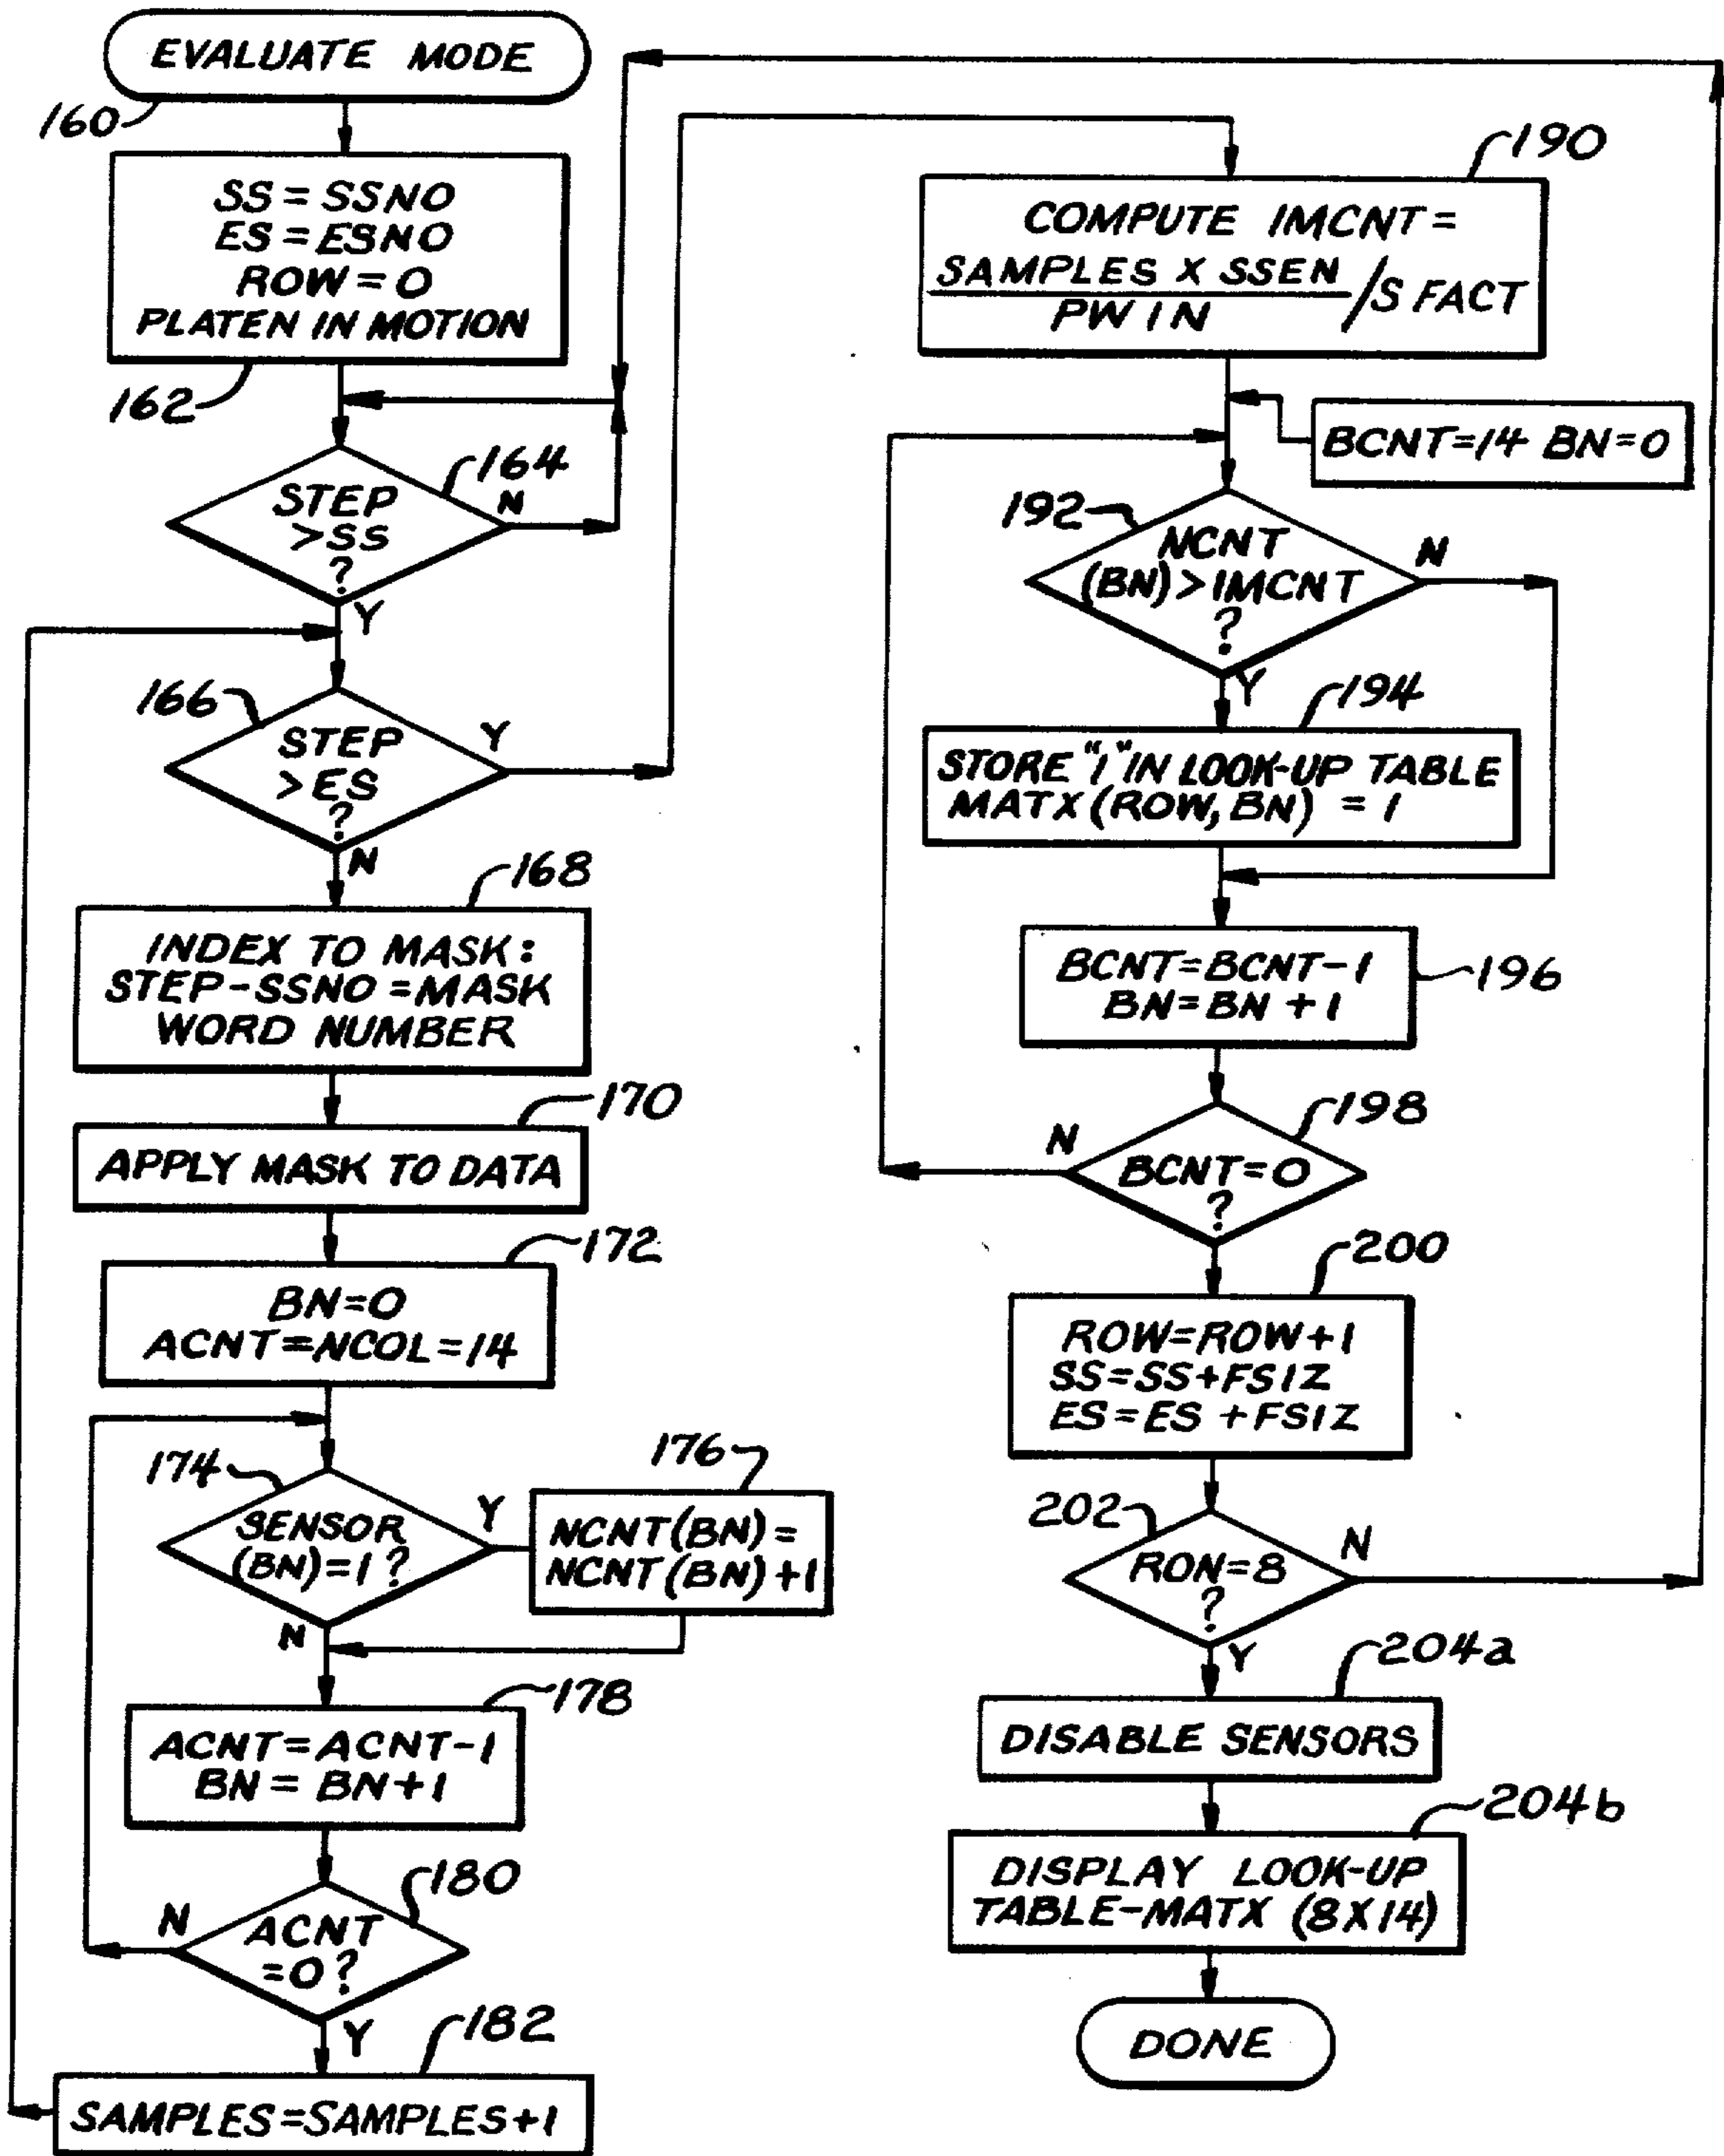 EVALUATE MODE
160
SS = SSNO
ES = ESNO
ROW = 0
PLATEN IN MOTION
162
164
STEP
>SS
?
N
Y
166
STEP
>ES
?
Y
N
168
INDEX TO MASK:
STEP-SSNO = MASK
WORD NUMBER
170
APPLY MASK TO DATA
172
BN=0
ACNT=NCOL=14
174
SENSOR
(BN)=1?
Y
N
176
NCNT(BN)=
NCNT(BN)+1
178
ACNT=ACNT-1
BN= BN+1
180
ACNT
=0?
N
Y
182
SAMPLES=SAMPLES+1
190
COMPUTE IMCNT=
SAMPLES X SSEN
PWIN
/S FACT
BCNT=14 BN=0
192
NCNT
(BN)>IMCNT
?
N
Y
194
STORE "1" IN LOOK-UP TABLE
MATX(ROW,BN) = 1
196
BCNT=BCNT-1
BN=BN+1
198
BCNT=0
?
N
200
ROW=ROW+1
SS=SS+FSIZ
ES=ES+FSIZ
202
RON=8
?
N
Y
204a
DISABLE SENSORS
204b
DISPLAY LOOK-UP
TABLE-MATX (8X14)
DONE